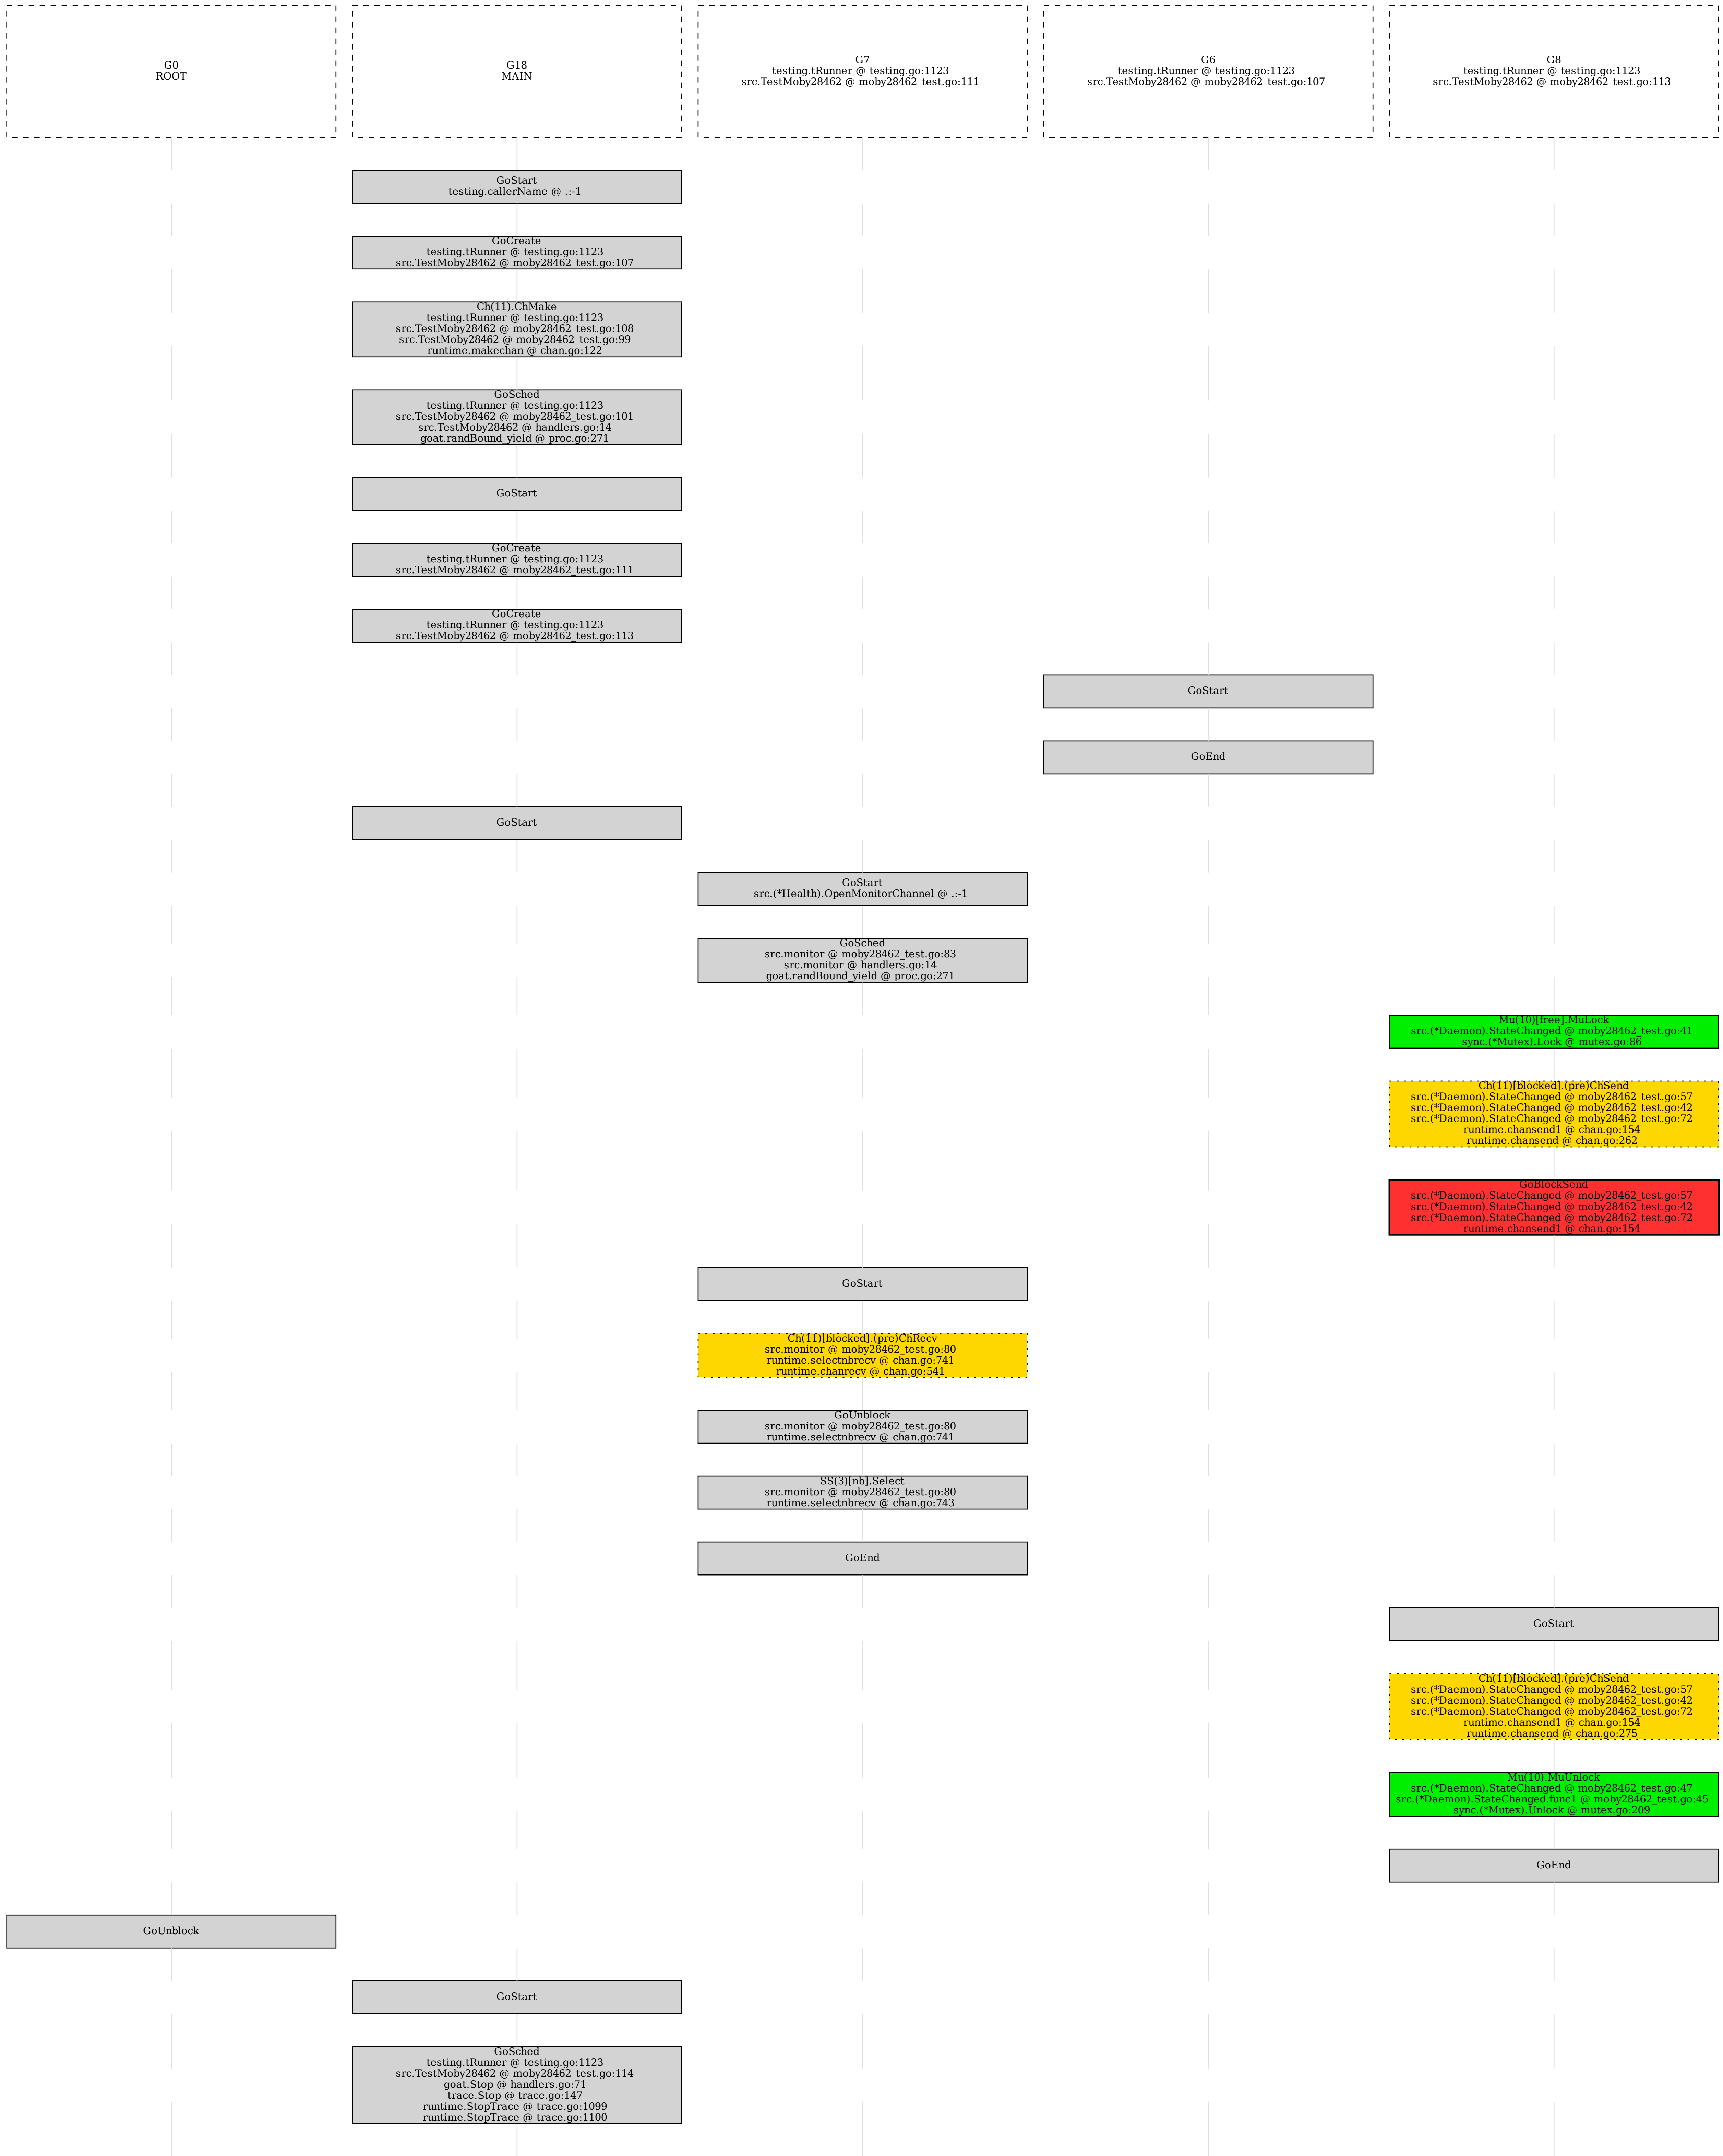 G0
ROOT
G18
MAIN
G7
testing.tRunner @ testing.go:1123
src.TestMoby28462 @ moby28462_test.go:111
G6
testing.tRunner @ testing.go:1123
src.TestMoby28462 @ moby28462_test.go:107
G8
testing.tRunner @ testing.go:1123
src.TestMoby28462 @ moby28462_test.go:113
GoStart
testing.callerName @ .:-1
GoCreate
testing.tRunner @ testing.go:1123
src.TestMoby28462 @ moby28462_test.go:107
Ch(11).ChMake
testing.tRunner @ testing.go:1123
src.TestMoby28462 @ moby28462_test.go:108
src.TestMoby28462 @ moby28462_test.go:99
runtime.makechan @ chan.go:122
GoSched
testing.tRunner @ testing.go:1123
src.TestMoby28462 @ moby28462_test.go:101
src.TestMoby28462 @ handlers.go:14
goat.randBound_yield @ proc.go:271
GoStart
GoCreate
testing.tRunner @ testing.go:1123
src.TestMoby28462 @ moby28462_test.go:111
GoCreate
testing.tRunner @ testing.go:1123
src.TestMoby28462 @ moby28462_test.go:113
GoStart
GoEnd
GoStart
GoStart
src.(*Health).OpenMonitorChannel @ .:-1
GoSched
src.monitor @ moby28462_test.go:83
src.monitor @ handlers.go:14
goat.randBound_yield @ proc.go:271
Mu(10)[free].MuLock
src.(*Daemon).StateChanged @ moby28462_test.go:41
sync.(*Mutex).Lock @ mutex.go:86
Ch(11)[blocked].(pre)ChSend
src.(*Daemon).StateChanged @ moby28462_test.go:57
src.(*Daemon).StateChanged @ moby28462_test.go:42
src.(*Daemon).StateChanged @ moby28462_test.go:72
runtime.chansend1 @ chan.go:154
runtime.chansend @ chan.go:262
GoBlockSend
src.(*Daemon).StateChanged @ moby28462_test.go:57
src.(*Daemon).StateChanged @ moby28462_test.go:42
src.(*Daemon).StateChanged @ moby28462_test.go:72
runtime.chansend1 @ chan.go:154
GoStart
Ch(11)[blocked].(pre)ChRecv
src.monitor @ moby28462_test.go:80
runtime.selectnbrecv @ chan.go:741
runtime.chanrecv @ chan.go:541
GoUnblock
src.monitor @ moby28462_test.go:80
runtime.selectnbrecv @ chan.go:741
SS(3)[nb].Select
src.monitor @ moby28462_test.go:80
runtime.selectnbrecv @ chan.go:743
GoEnd
GoStart
Ch(11)[blocked].(pre)ChSend
src.(*Daemon).StateChanged @ moby28462_test.go:57
src.(*Daemon).StateChanged @ moby28462_test.go:42
src.(*Daemon).StateChanged @ moby28462_test.go:72
runtime.chansend1 @ chan.go:154
runtime.chansend @ chan.go:275
Mu(10).MuUnlock
src.(*Daemon).StateChanged @ moby28462_test.go:47
src.(*Daemon).StateChanged.func1 @ moby28462_test.go:45
sync.(*Mutex).Unlock @ mutex.go:209
GoEnd
GoUnblock
GoStart
GoSched
testing.tRunner @ testing.go:1123
src.TestMoby28462 @ moby28462_test.go:114
goat.Stop @ handlers.go:71
trace.Stop @ trace.go:147
runtime.StopTrace @ trace.go:1099
runtime.StopTrace @ trace.go:1100